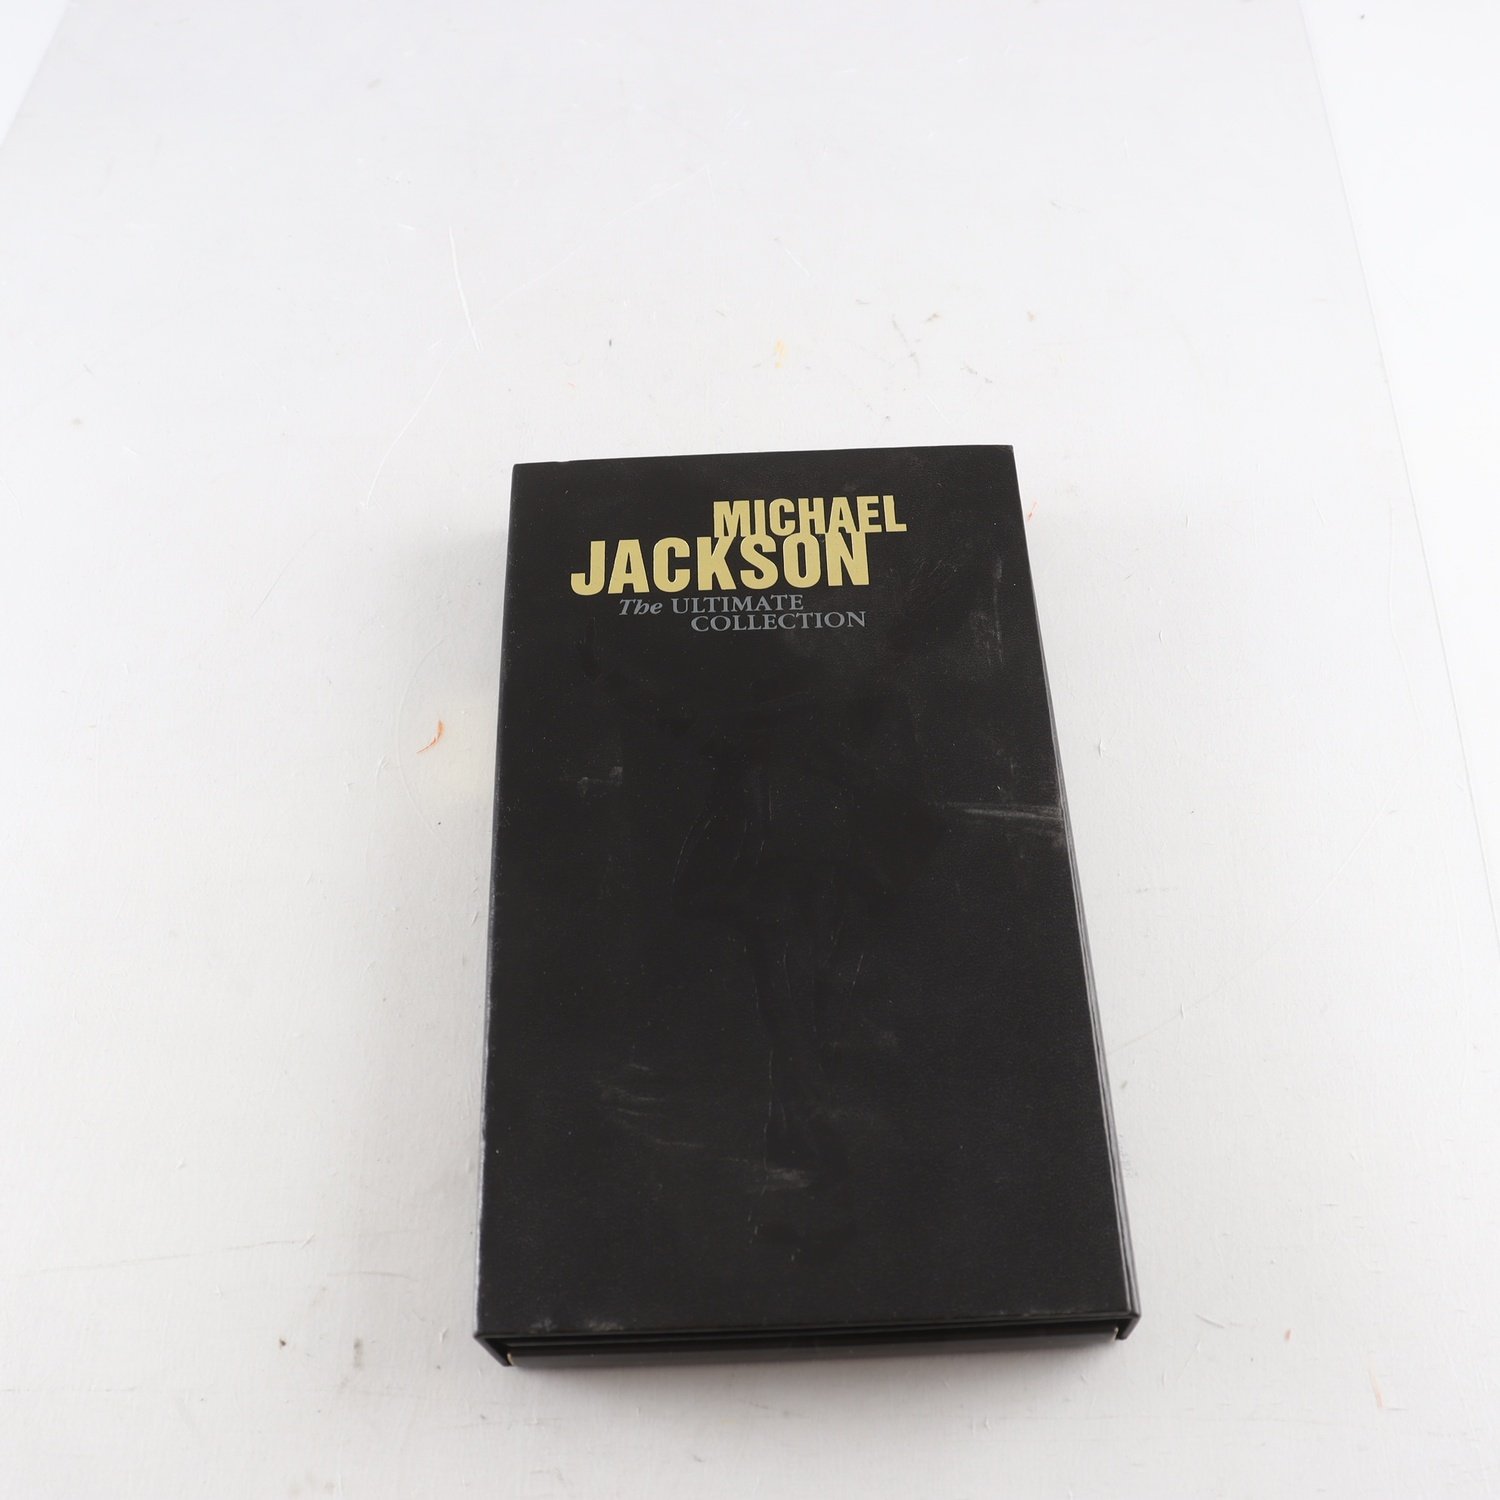 MICHAEL
JACKSON
The ULTIMATE
COLLECTION